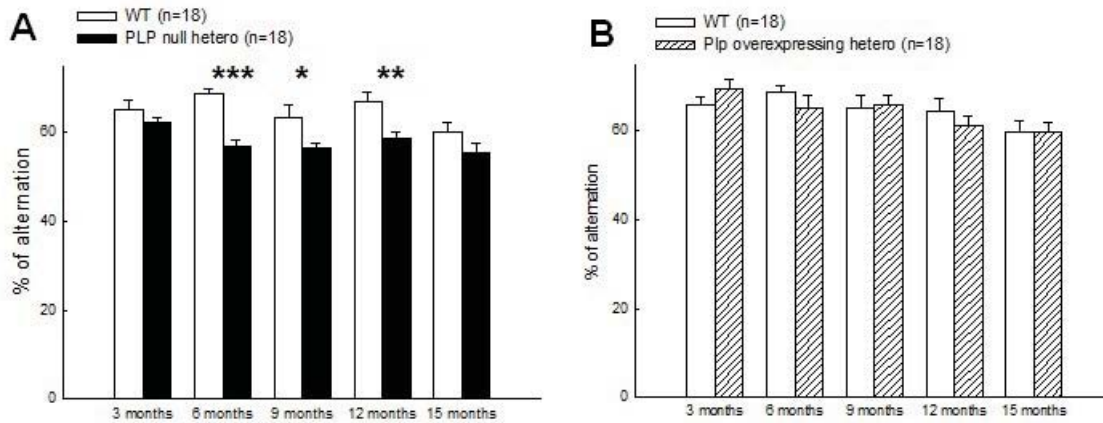 A
WT (n=18)
PLP null hetero (n=18)
*** * **
% of alternation
60
40
20
0
3 months 6 months 9 months 12 months 15 months
B
WT (n=18)
Plp overexpressing hetero (n=18)
% of alternation
60
40
20
0
3 months 6 months 9 months 12 months 15 months